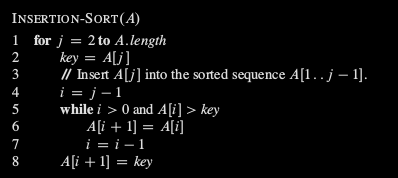 INSERTION-SORT(A)
1 for j = 2 to A.length
2 key = A[j]
3 // Insert A[j] into the sorted sequence A[1..j − 1].
4 i = j − 1
5 while i > 0 and A[i] > key
6 A[i + 1] = A[i]
7 i = i − 1
8 A[i + 1] = key